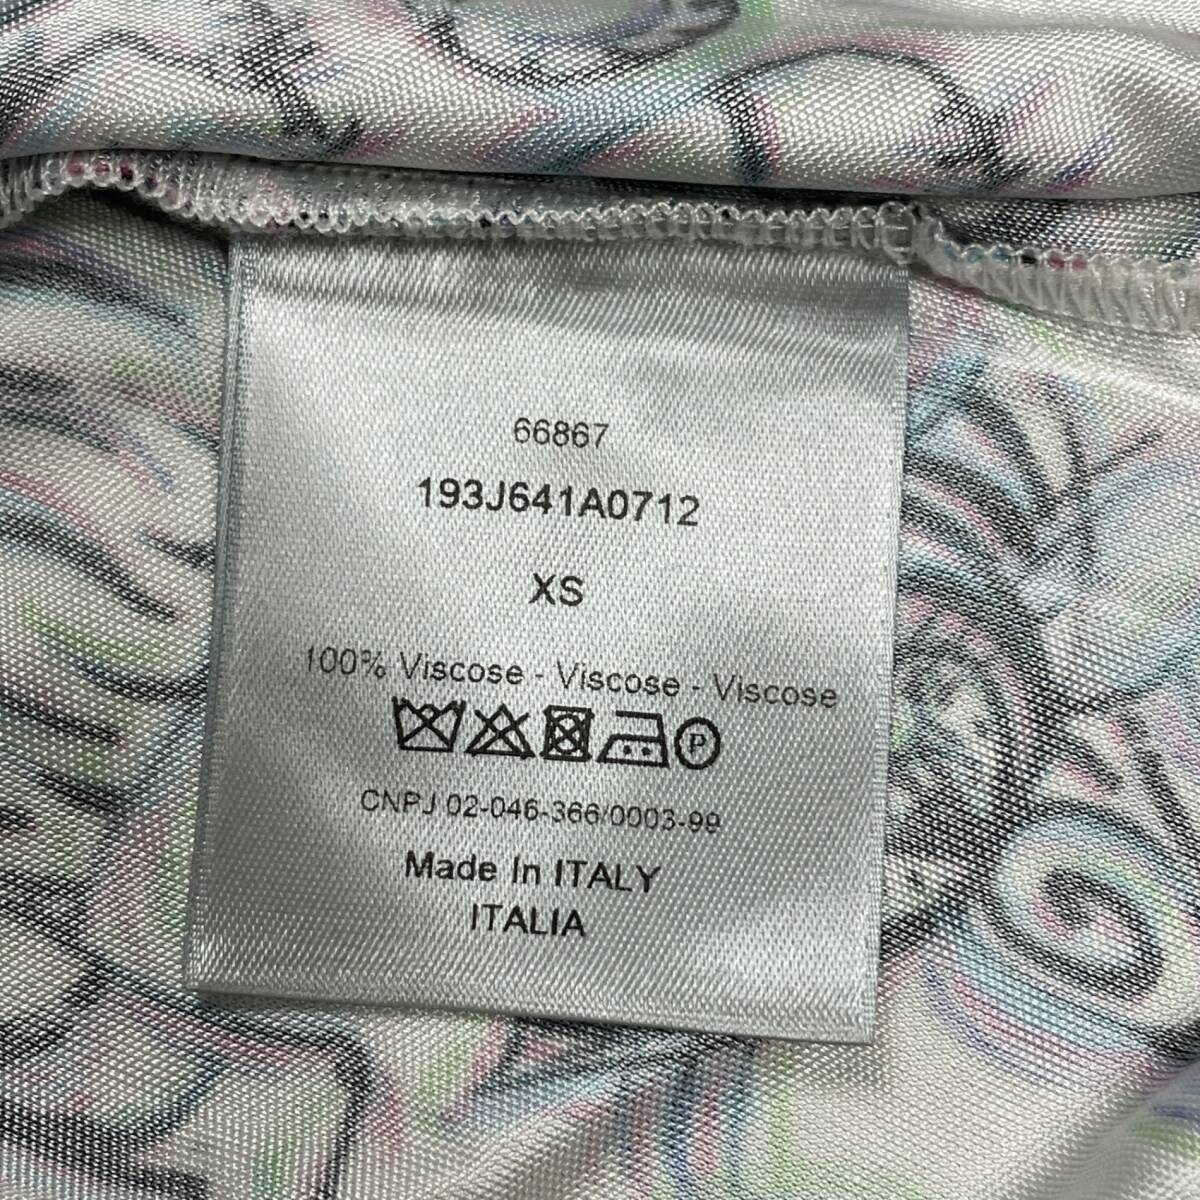 66867
193J641A0712
XS
100% Viscose - Viscose - Viscose
P
CNPJ 02-046-366/0003-99
Made In ITALY
ITALIA